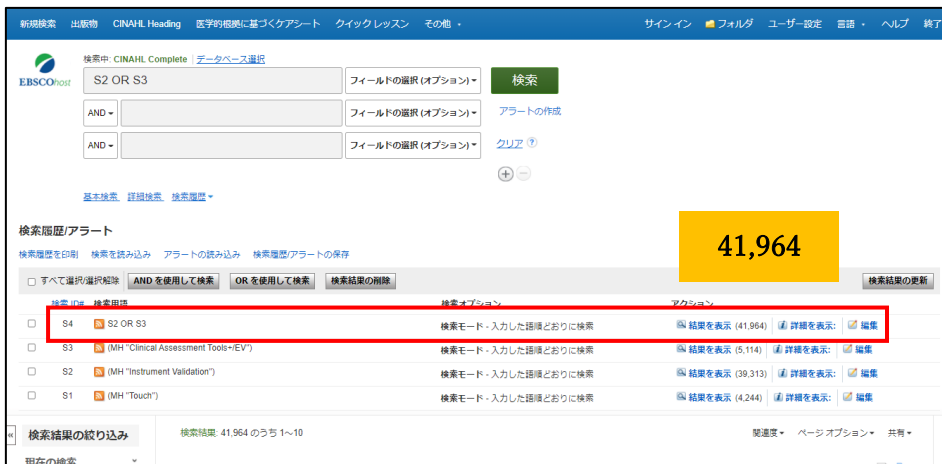 新規検索 出版物 CINAHL Heading 医学的根拠に基づくケアシート クイック レッスン その他 サインイン フォルダ ユーザー設定 言語 ヘルプ 終了
検索中: CINAHL Complete データベース選択
EBSCOhost S2 OR S3 フィールドの選択 (オプション) 検索
AND フィールドの選択 (オプション) アラートの作成
AND フィールドの選択 (オプション) クリア ?
基本検索 詳細検索 検索履歴
検索履歴/アラート
41,964
検索履歴を印刷 検索を読み込み アラートの読み込み 検索履歴/アラートの保存
すべて選択/選択解除 AND を使用して検索 OR を使用して検索 検索結果の削除 検索結果の更新
検索 ID# 検索用語 検索オプション アクション
S4 S2 OR S3 検索モード - 入力した語順どおりに検索 結果を表示 (41,964) 詳細を表示: 編集
S3 (MH "Clinical Assessment Tools+/EV") 検索モード - 入力した語順どおりに検索 結果を表示 (5,114) 詳細を表示: 編集
S2 (MH "Instrument Validation") 検索モード - 入力した語順どおりに検索 結果を表示 (39,313) 詳細を表示: 編集
S1 (MH "Touch") 検索モード - 入力した語順どおりに検索 結果を表示 (4,244) 詳細を表示: 編集
« 検索結果の絞り込み 検索結果: 41,964 のうち 1～10 関連度 ページ オプション 共有
現在の検索